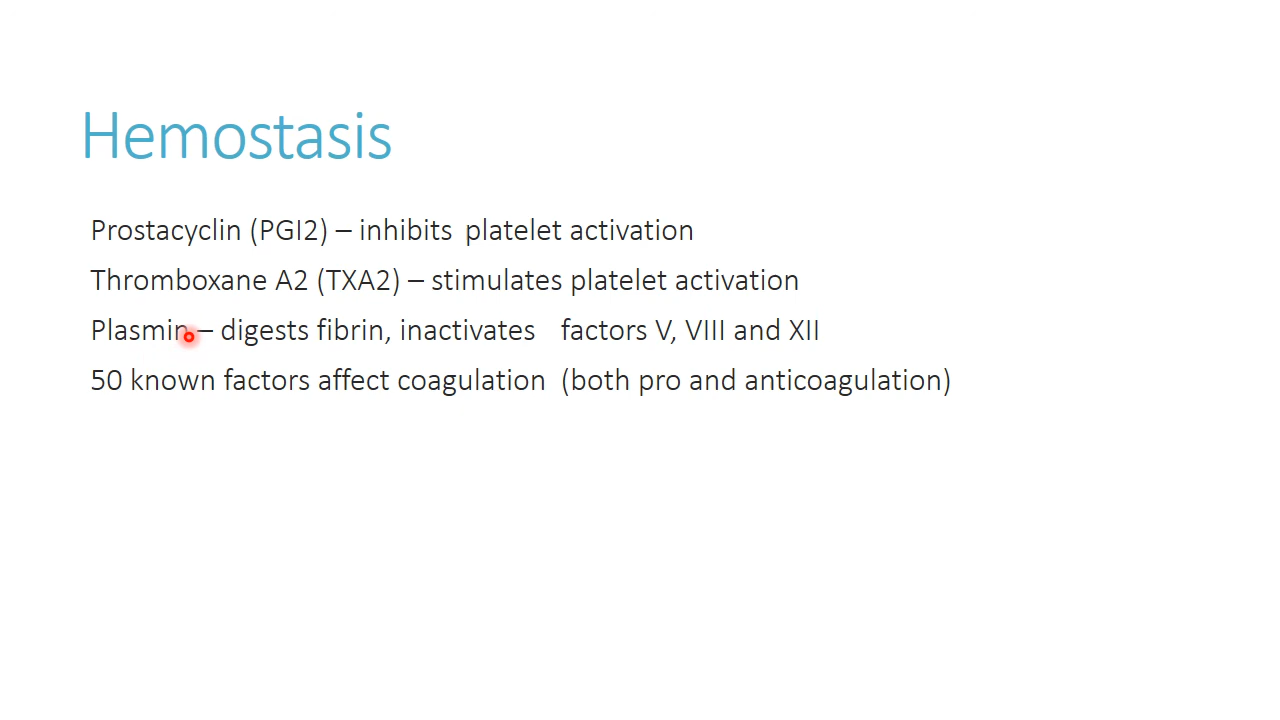 Hemostasis
Prostacyclin (PGI2) – inhibits platelet activation
Thromboxane A2 (TXA2) – stimulates platelet activation
Plasmin – digests fibrin, inactivates factors V, VIII and XII
50 known factors affect coagulation (both pro and anticoagulation)